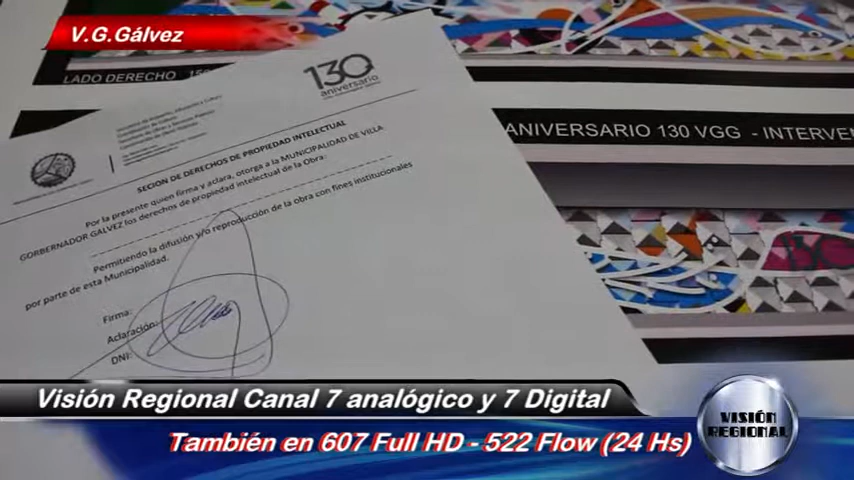 V.G.Gálvez
LADO DERECHO
130
aniversario
SECION DE DERECHOS DE PROPIEDAD INTELECTUAL
Por la presente quien firma y aclara, otorga a la MUNICIPALIDAD DE VILLA
GORBERNADOR GALVEZ los derechos de propiedad intelectual de la Obra.
Permitiendo la difusión y/o reproducción de la obra con fines institucionales
por parte de esta Municipalidad.
Firma:
Aclaración:
DNI:
ANIVERSARIO 130 VGG - INTERVEN
Visión Regional Canal 7 analógico y 7 Digital
También en 607 Full HD - 522 Flow (24 Hs)
VISIÓN
REGIONAL